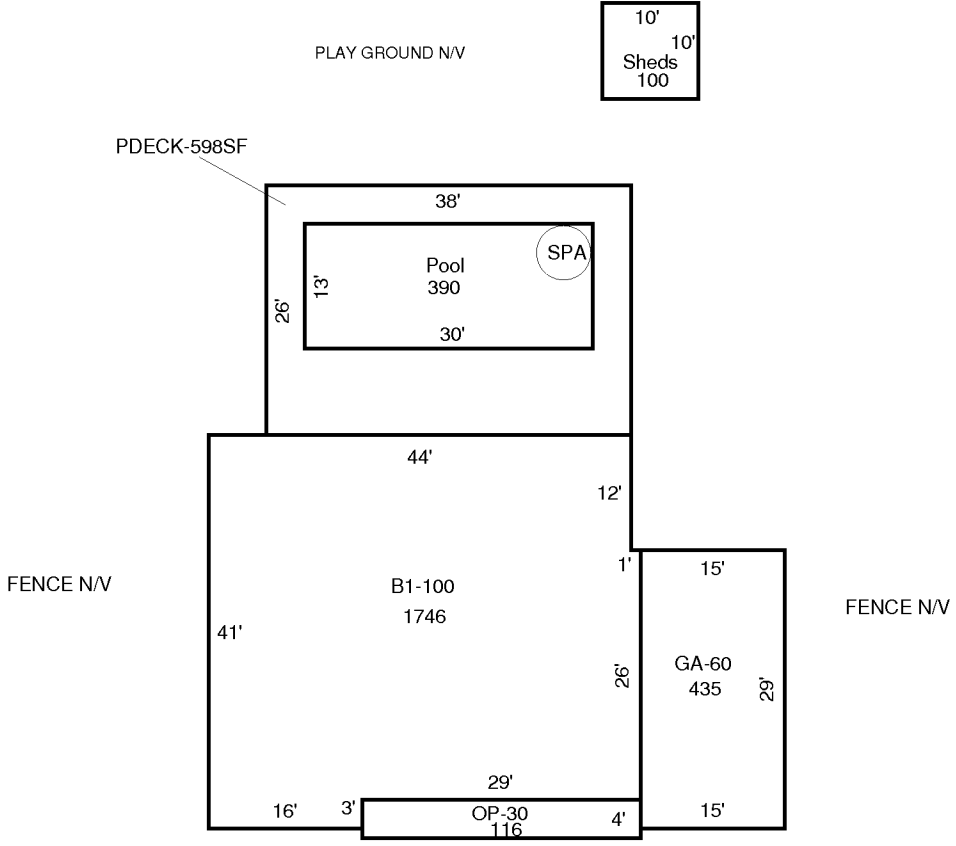 10'
10'
PLAY GROUND N/V
Sheds
100
PDECK-598SF
38'
SPA
Pool
13'
390
26'
30'
44'
12'
1'
15'
FENCE N/V
B1-100
FENCE N/V
1746
41'
GA-60
26'
435
29'
29'
16'
3'
OP-30
4'
15'
116